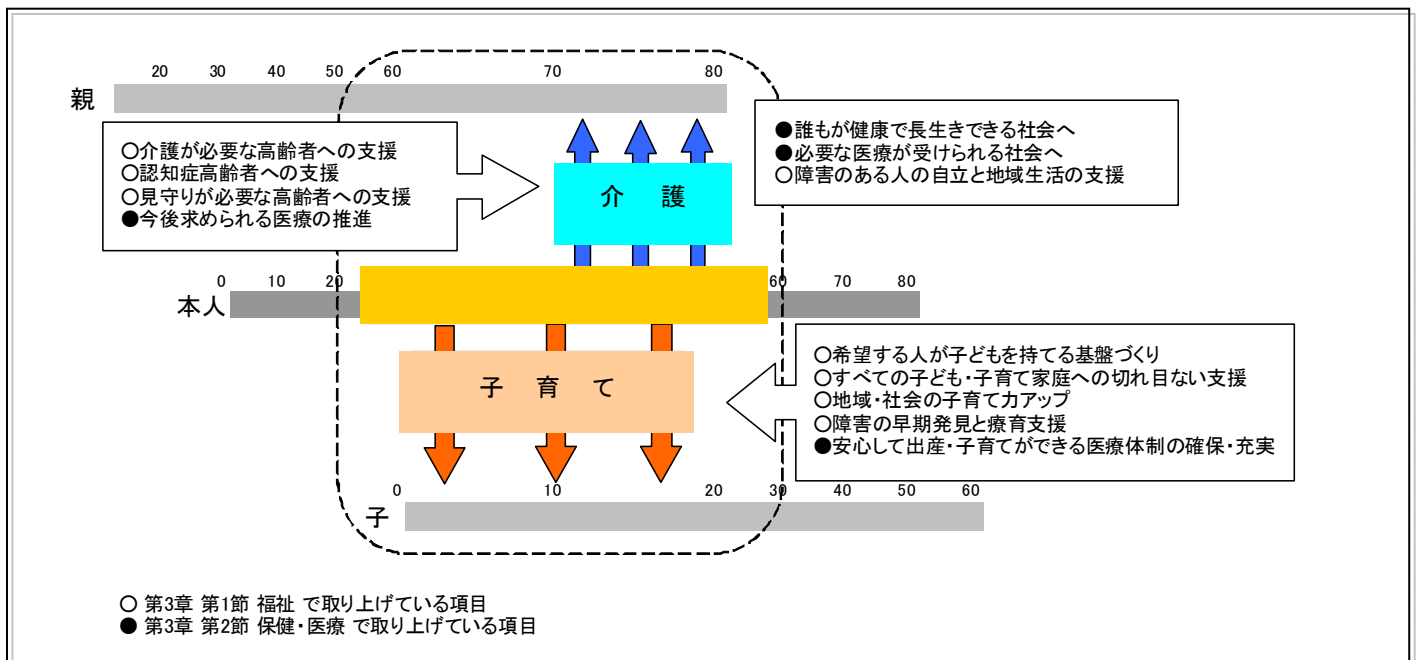 20 30 40 50 60 70 80
親
○介護が必要な高齢者への支援
○認知症高齢者への支援
○見守りが必要な高齢者への支援
●今後求められる医療の推進
●誰もが健康で長生きできる社会へ
●必要な医療が受けられる社会へ
○障害のある人の自立と地域生活の支援
介 護
0 10 20 60 70 80
本人
○希望する人が子どもを持てる基盤づくり
○すべての子ども・子育て家庭への切れ目ない支援
○地域・社会の子育て力アップ
○障害の早期発見と療育支援
●安心して出産・子育てができる医療体制の確保・充実
子 育 て
0 10 20 30 40 50 60
子
○ 第3章 第1節 福祉 で取り上げている項目
● 第3章 第2節 保健・医療 で取り上げている項目